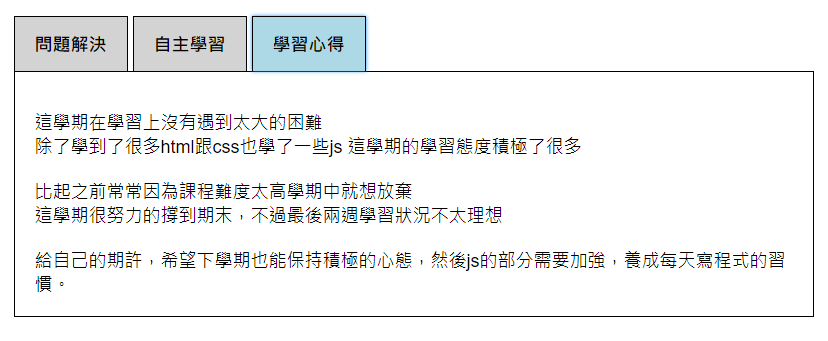 問題解決 自主學習 學習心得
這學期在學習上沒有遇到太大的困難
除了學到了很多html跟css也學了一些js 這學期的學習態度積極了很多
比起之前常常因為課程難度太高學期中就想放棄
這學期很努力的撐到期末，不過最後兩週學習狀況不太理想
給自己的期許，希望下學期也能保持積極的心態，然後js的部分需要加強，養成每天寫程式的習
慣。